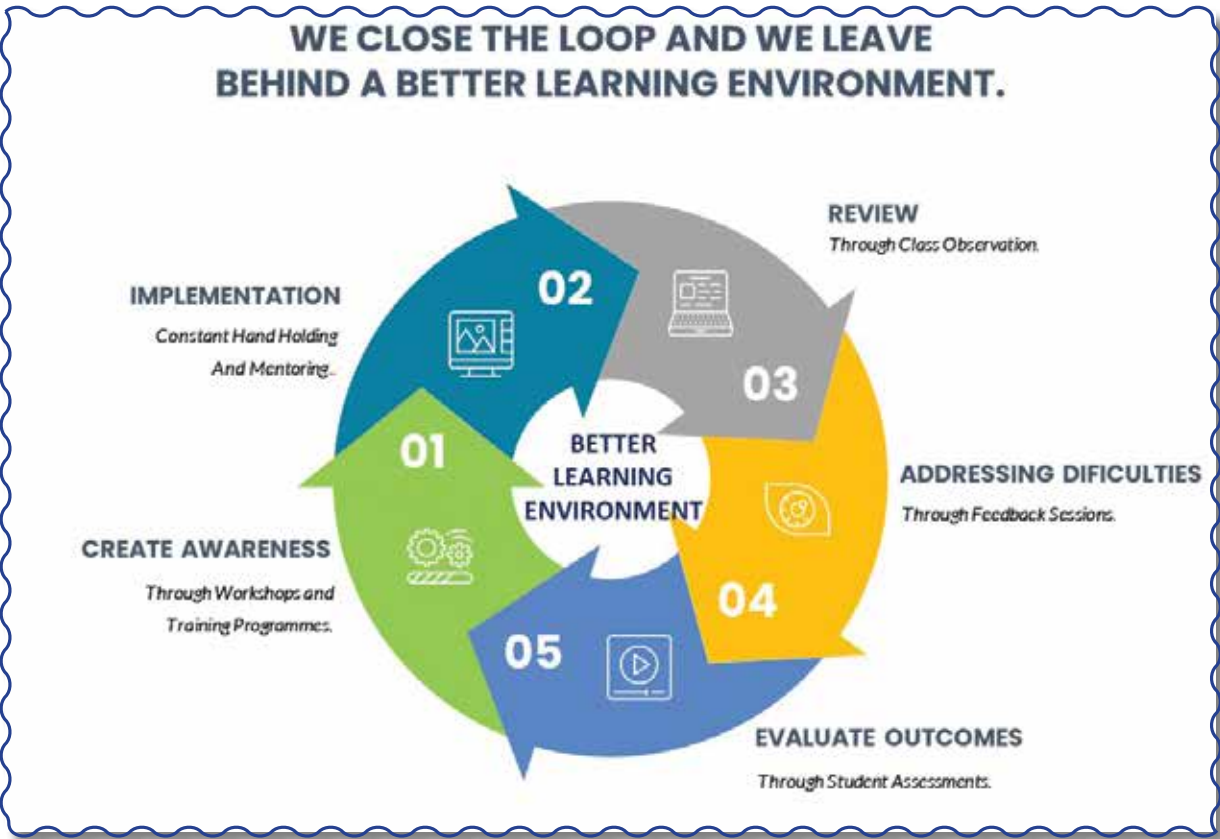 WE CLOSE THE LOOP AND WE LEAVE
BEHIND A BETTER LEARNING ENVIRONMENT.
01
CREATE AWARENESS
Through Workshops and
Training Programmes.
02
IMPLEMENTATION
Constant Hand Holding
And Mentoring..
03
REVIEW
Through Class Observation.
04
ADDRESSING DIFICULTIES
Through Feedback Sessions.
05
EVALUATE OUTCOMES
Through Student Assessments.
BETTER
LEARNING
ENVIRONMENT